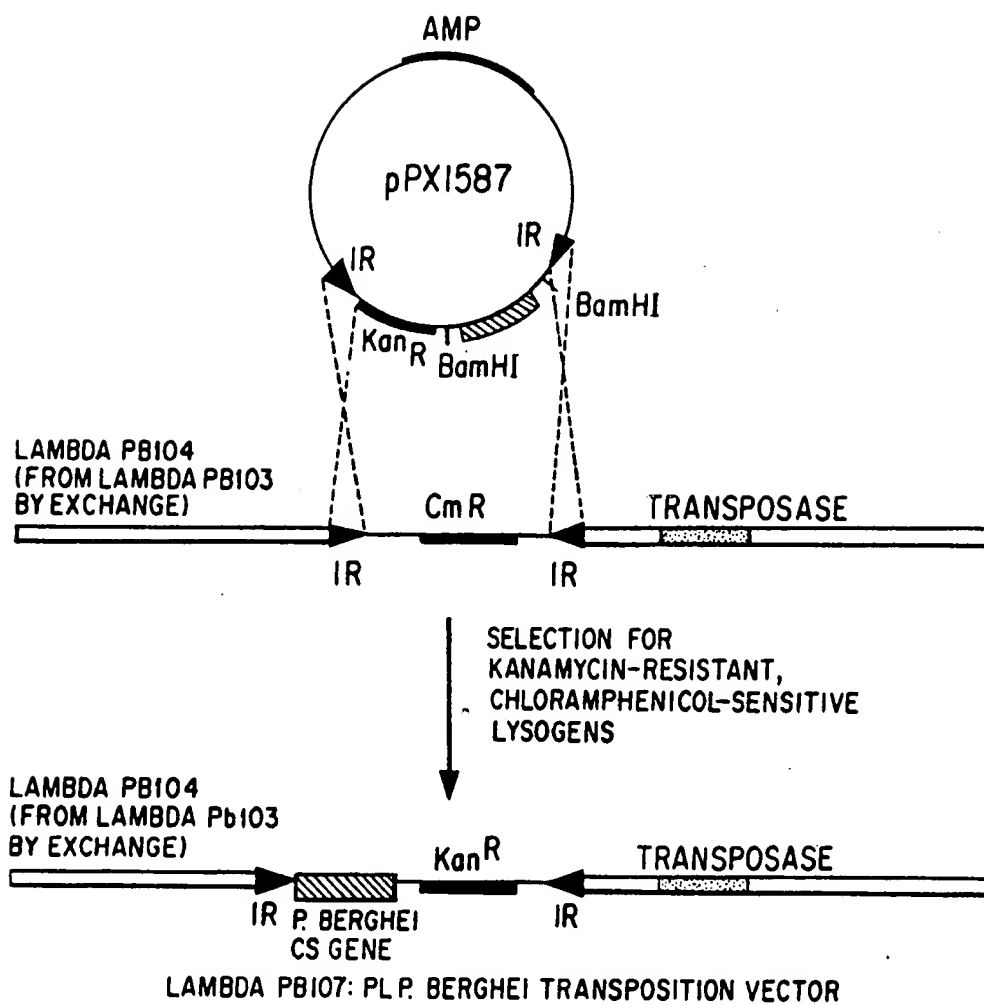 AMP
pPX1587
IR
IR
BamHI
KanR
BamHI
LAMBDA PB104
(FROM LAMBDA PB103
BY EXCHANGE)
CmR
TRANSPOSASE
IR
IR
SELECTION FOR
KANAMYCIN-RESISTANT,
CHLORAMPHENICOL-SENSITIVE
LYSOGENS
LAMBDA PB104
(FROM LAMBDA Pb103
BY EXCHANGE)
KanR
TRANSPOSASE
IR
P. BERGHEI
CS GENE
IR
LAMBDA PB107: PL P. BERGHEI TRANSPOSITION VECTOR